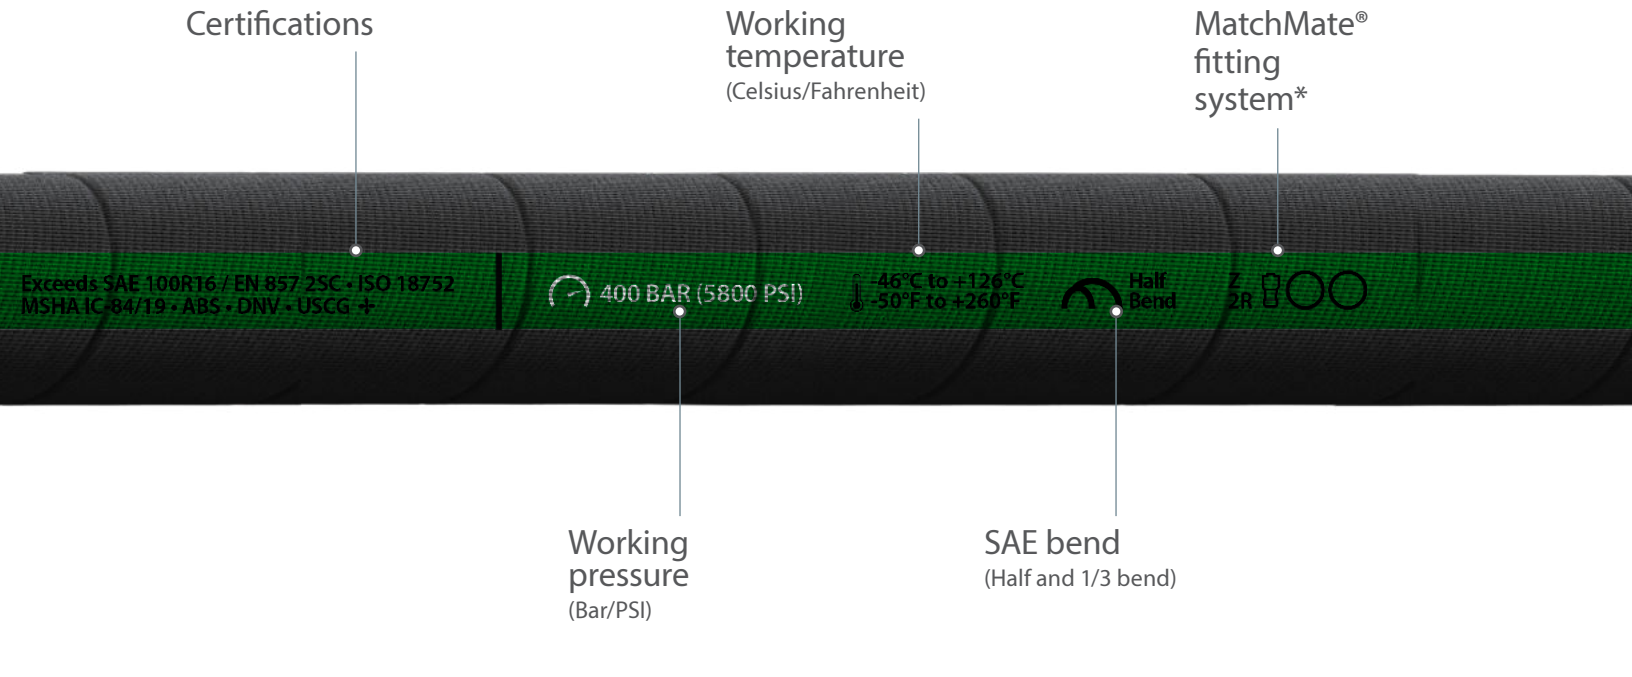 Certifications
Working
temperature
(Celsius/Fahrenheit)
MatchMate®
fitting
system*
Exceeds SAE 100R16 / EN 857 2SC • ISO 18752
MSHA IC-84/19 • ABS • DNV • USCG +
400 BAR (5800 PSI)
-46°C to +126°C
-50°F to +260°F
Half
Bend
Z
2R
Working
pressure
(Bar/PSI)
SAE bend
(Half and 1/3 bend)